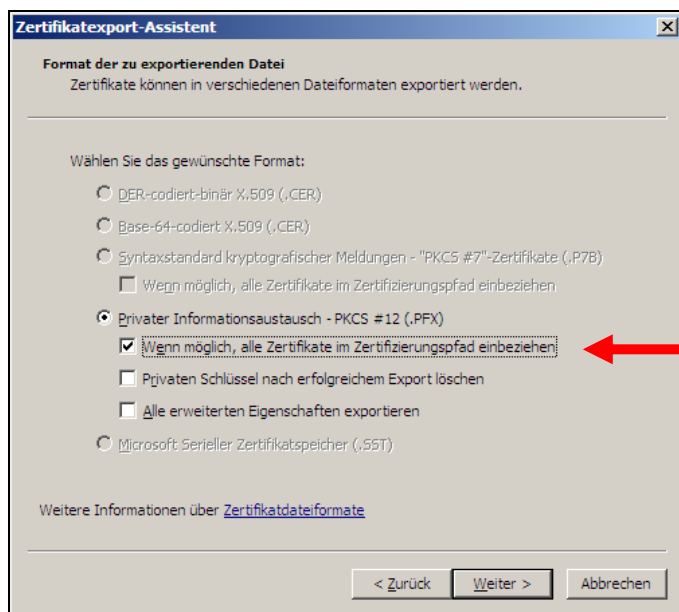 Zertifikatexport-Assistent
Format der zu exportierenden Datei
Zertifikate können in verschiedenen Dateiformaten exportiert werden.
Wählen Sie das gewünschte Format:
DER-codiert-binär X.509 (.CER)
Base-64-codiert X.509 (.CER)
Syntaxstandard kryptografischer Meldungen - "PKCS #7"-Zertifikate (.P7B)
Wenn möglich, alle Zertifikate im Zertifizierungspfad einbeziehen
Privater Informationsaustausch - PKCS #12 (.PFX)
Wenn möglich, alle Zertifikate im Zertifizierungspfad einbeziehen
Privaten Schlüssel nach erfolgreichem Export löschen
Alle erweiterten Eigenschaften exportieren
Microsoft Serieller Zertifikatspeicher (.SST)
Weitere Informationen über Zertifikatdateiformate
< Zurück Weiter > Abbrechen